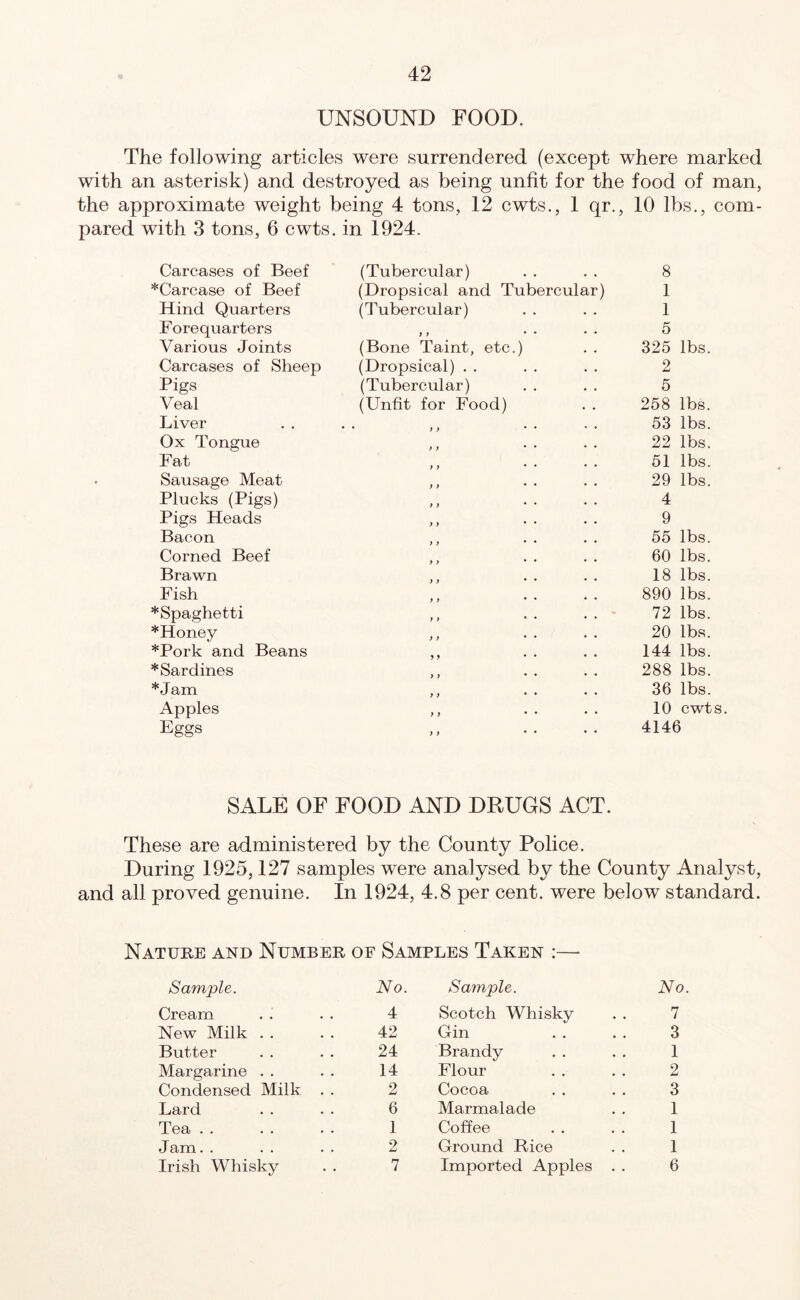 42
UNSOUND FOOD.
The following articles were surrendered (except where marked
with an asterisk) and destroyed as being unfit for the food of man,
the approximate weight being 4 tons, 12 cwts., 1 qr., 10 lbs., com-
pared with 3 tons, 6 cwts. in 1924.
Carcases of Beef (Tubercular) . . . . 8
*Carcase of Beef (Dropsical and Tubercular) 1
Hind Quarters (Tubercular) . . . . 1
Forequarters ,, . . . . 5
Various Joints (Bone Taint, etc.) . . 325 lbs.
Carcases of Sheep (Dropsical) . . . . . . 2
Pigs (Tubercular) . . . . 5
Veal (Unfit for Food) . . 258 lbs.
Liver . . . . ,, . . . . 53 lbs.
Ox Tongue ,, . . . . 22 lbs.
Fat ,, . . . . 51 lbs.
Sausage Meat ,, . . . . 29 lbs.
Plucks (Pigs) ,, . . . . 4
Pigs Heads ,, . . . . 9
Bacon ,, . . . . 55 lbs.
Corned Beef ,, . . . . 60 lbs.
Brawn ,, . . . . 18 lbs.
Fish ,, . . . . 890 lbs.
*Spaghetti ,, . . . . 72 lbs.
*Honey ,, . . . . 20 lbs.
*Pork and Beans ,, . . . . 144 lbs.
*Sardines ,, . . . . 288 lbs.
*Jam ,, . . . . 36 lbs.
Apples ,, . . . . 10 cwts.
Eggs ,, . . . . 4146
SALE OF FOOD AND DRUGS ACT.
These are administered by the County Police.
During 1925, 127 samples were analysed by the County Analyst,
and all proved genuine. In 1924, 4.8 per cent. were below standard.
Nature and Number of Samples Taken :—
Sample. No. Sample. No.
Cream . . . . 4 Scotch Whisky . . 7
New Milk . . . . 42 Gin . . . . 3
Butter . . . . 24 Brandy . . . . 1
Margarine . . . . 14 Flour . . . . 2
Condensed Milk . . 2 Cocoa . . . . 3
Lard . . . . 6 Marmalade . . 1
Tea . . . . . . 1 Coffee . . . . 1
Jam . . . . . . 2 Ground Rice . . 1
Irish Whisky . . 7 Imported Apples . . 6